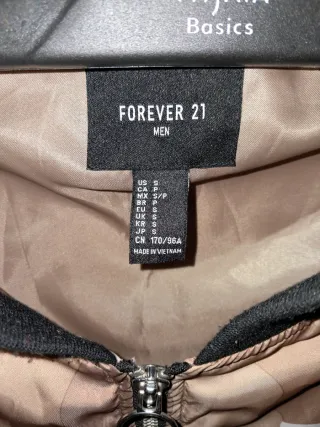 Basics
FOREVER 21
MEN
US S
CA P
MX S/P
BR P
EU S
UK S
KR S
JP S
CN 170/96A
MADE IN VIETNAM